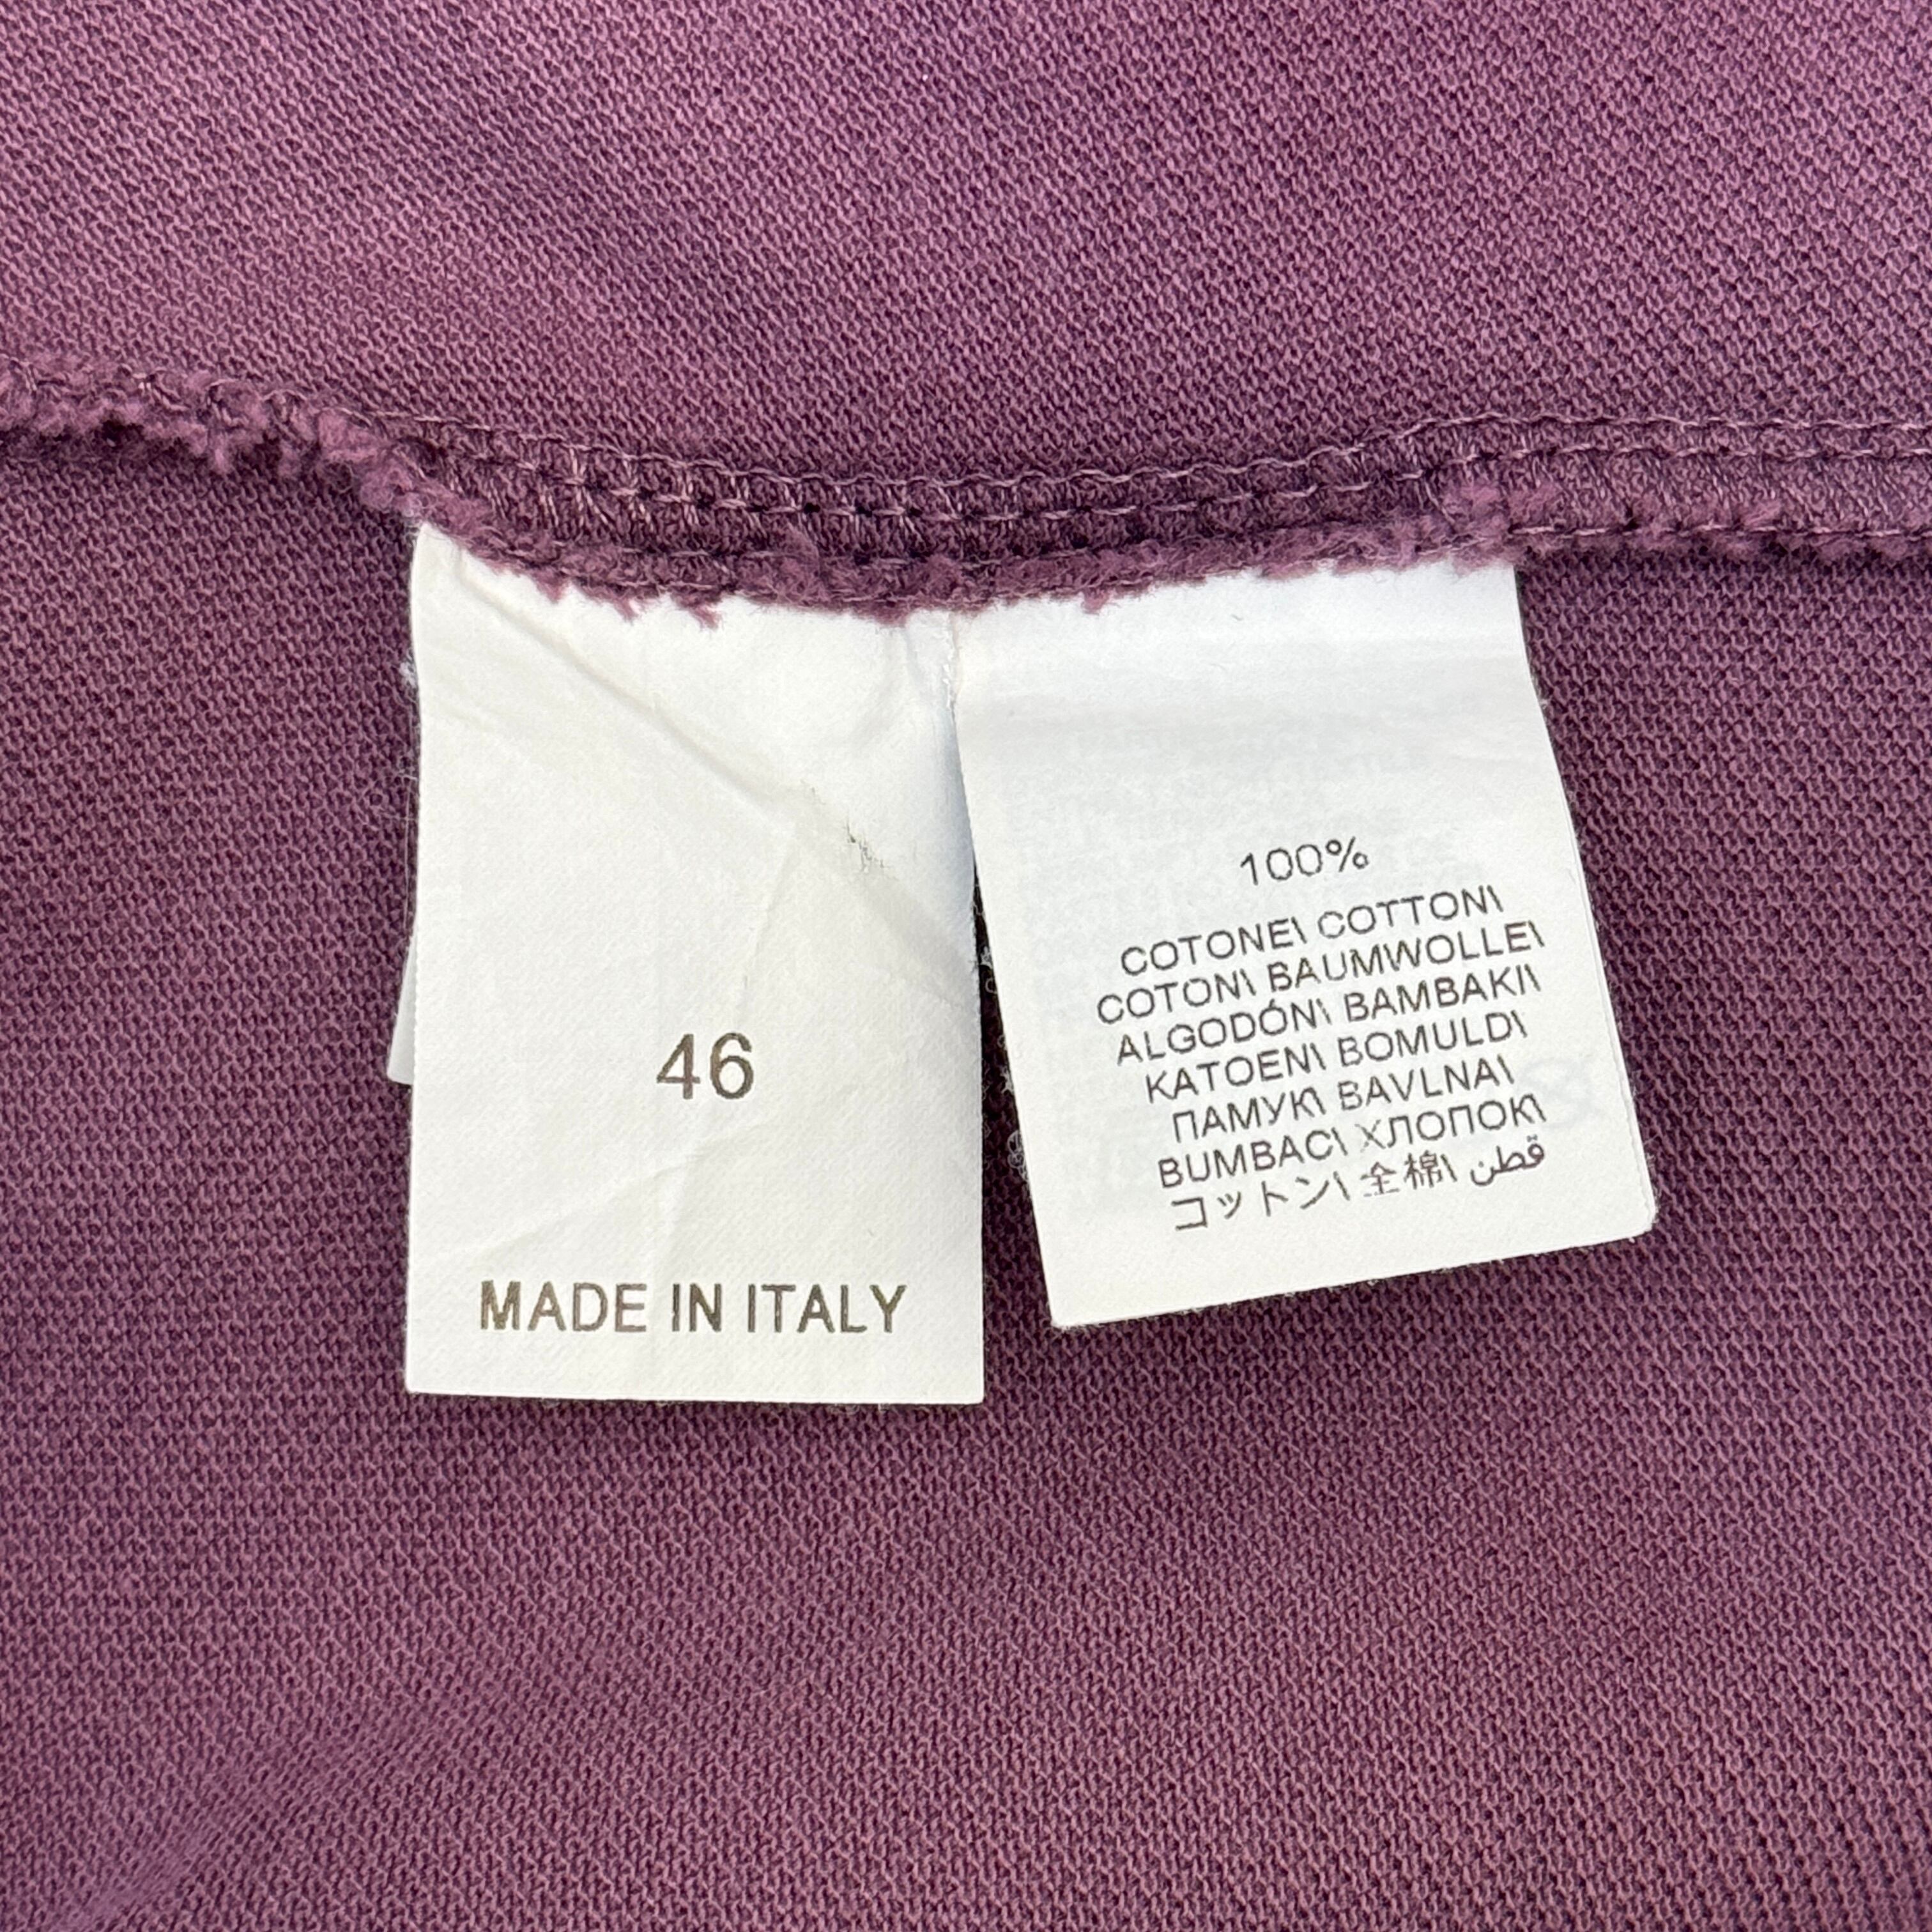 46
MADE IN ITALY
100%
COTONE\ COTTON\
COTON\ BAUMWOLLE\
ALGODÓN\ BAMBAKI\
KATOEN\ BOMULD\
ПАМУК\ BAVLNA\
BUMBAC\ ХЛОПОК\
コットン\ 全棉\ قطن